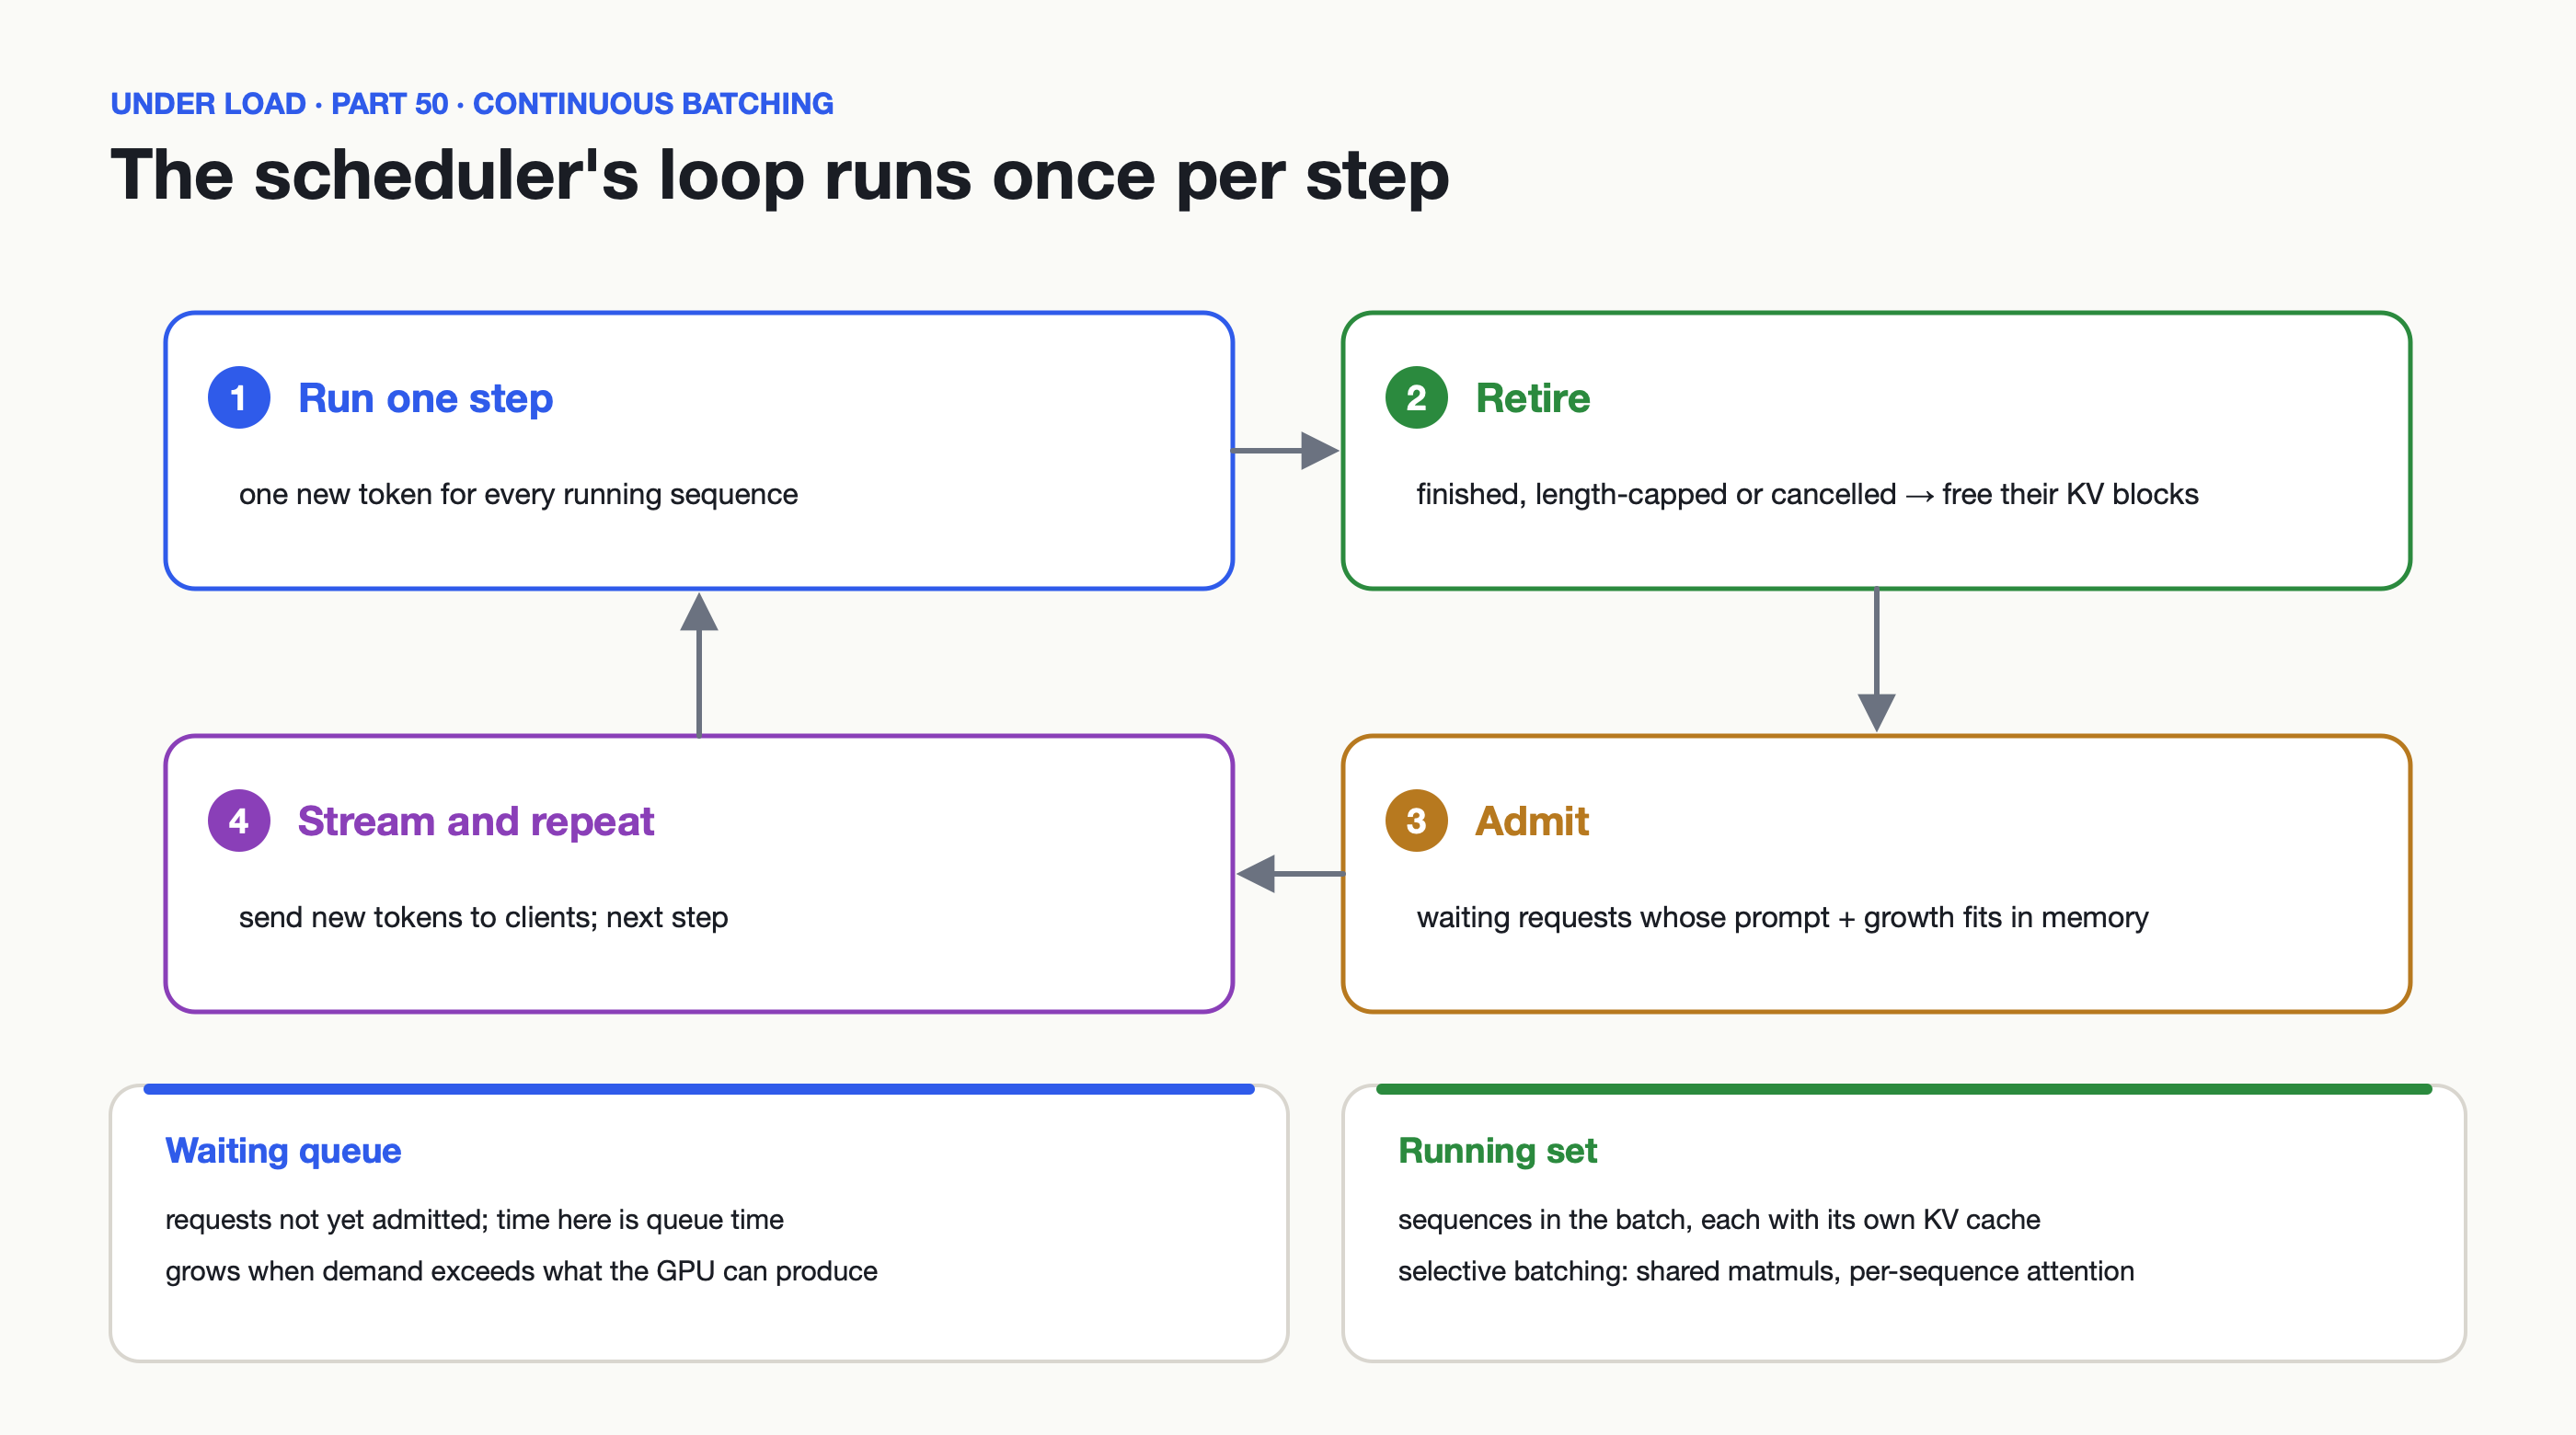 UNDER LOAD · PART 50 · CONTINUOUS BATCHING
The scheduler's loop runs once per step
1 Run one step
one new token for every running sequence
2 Retire
finished, length-capped or cancelled → free their KV blocks
3 Admit
waiting requests whose prompt + growth fits in memory
4 Stream and repeat
send new tokens to clients; next step
Waiting queue
requests not yet admitted; time here is queue time
grows when demand exceeds what the GPU can produce
Running set
sequences in the batch, each with its own KV cache
selective batching: shared matmuls, per-sequence attention